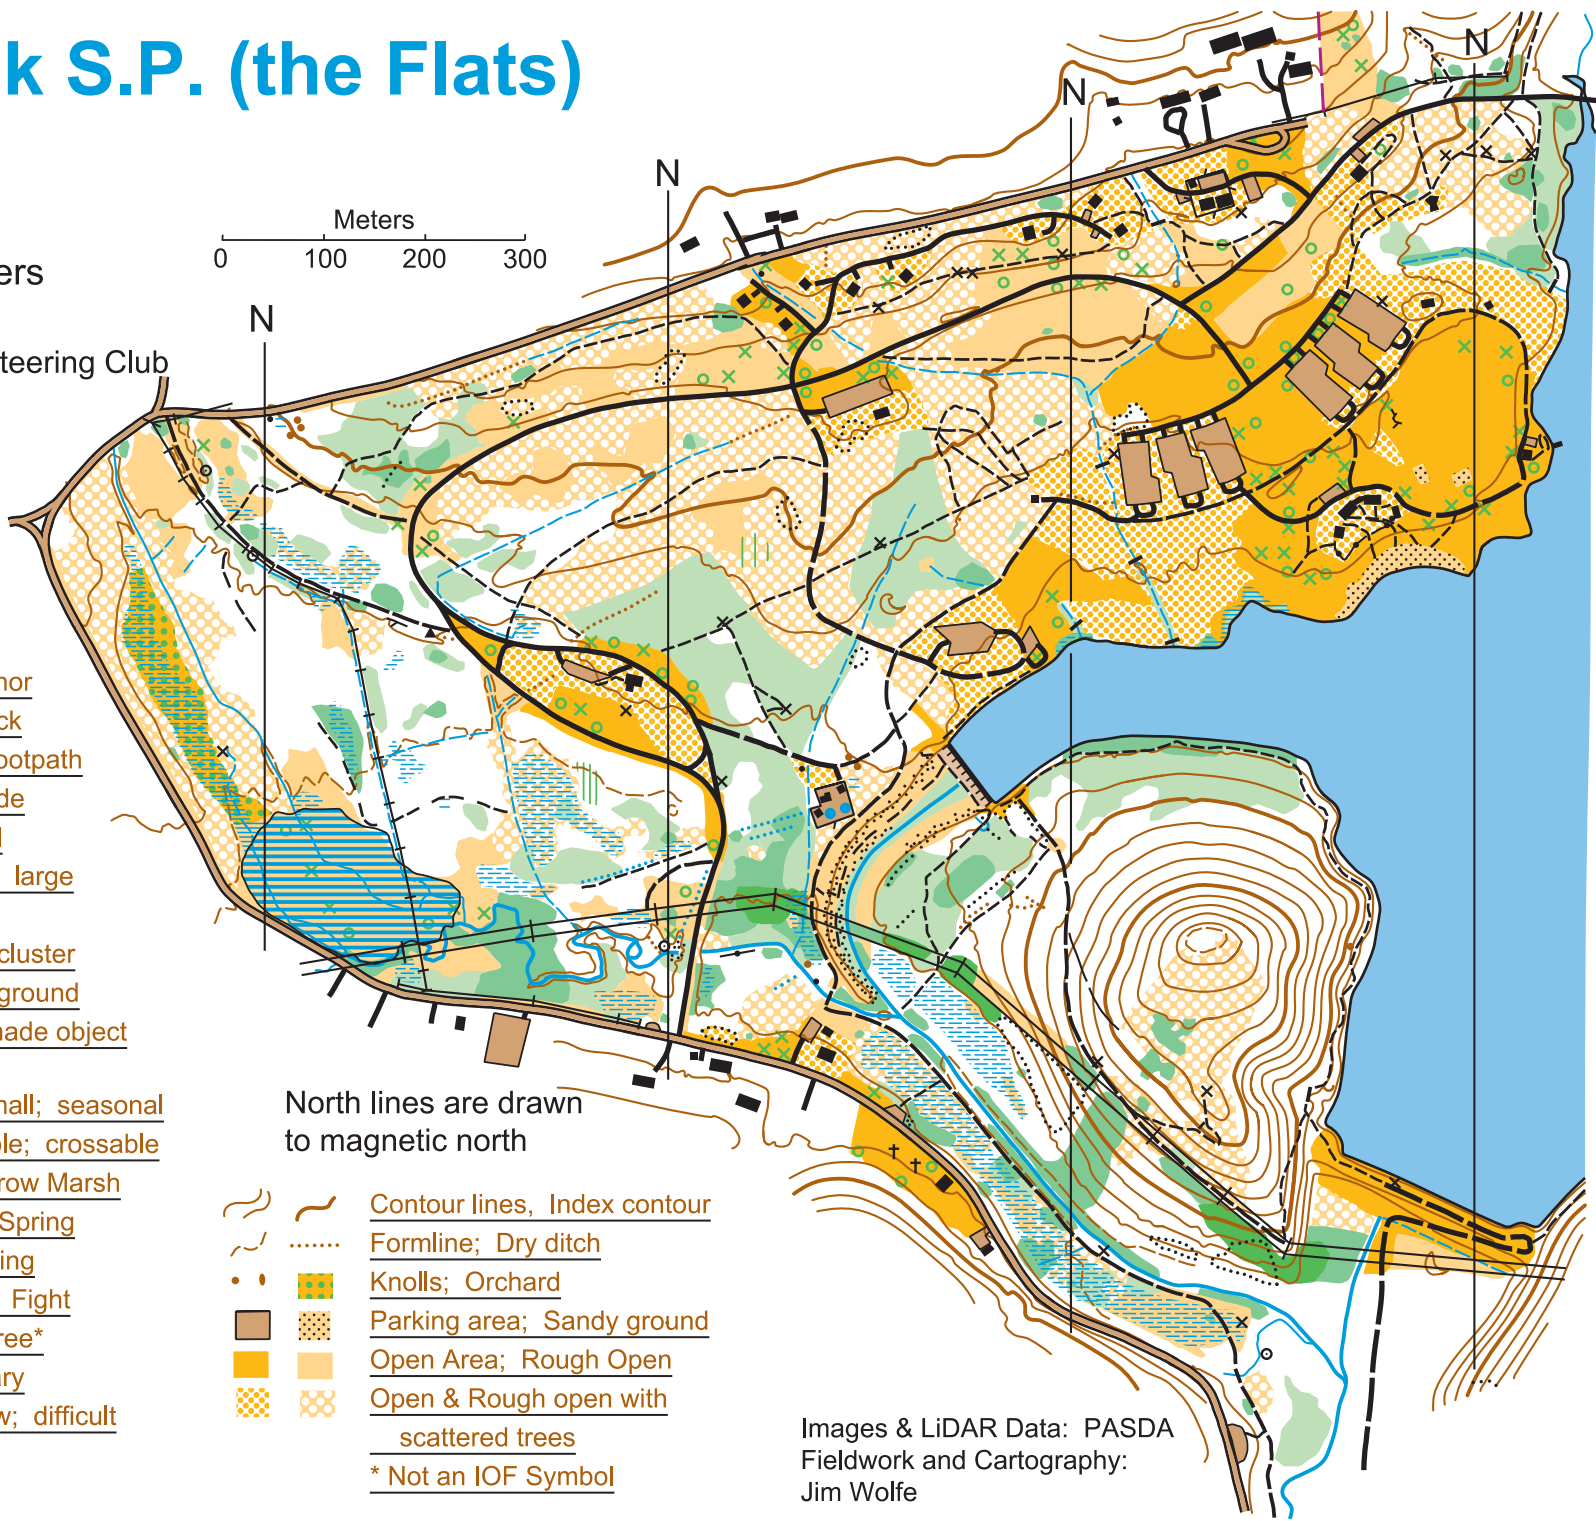 k S.P. (the Flats)
Meters
0 100 200 300
ers
teering Club
N
N
N
N
nor
ck
ootpath
de
d
large
cluster
ground
nade object
nall; seasonal
ole; crossable
row Marsh
Spring
ing
Fight
ree*
ary
w; difficult
North lines are drawn
to magnetic north
Contour lines, Index contour
Formline; Dry ditch
Knolls; Orchard
Parking area; Sandy ground
Open Area; Rough Open
Open & Rough open with
scattered trees
* Not an IOF Symbol
Images & LiDAR Data: PASDA
Fieldwork and Cartography:
Jim Wolfe